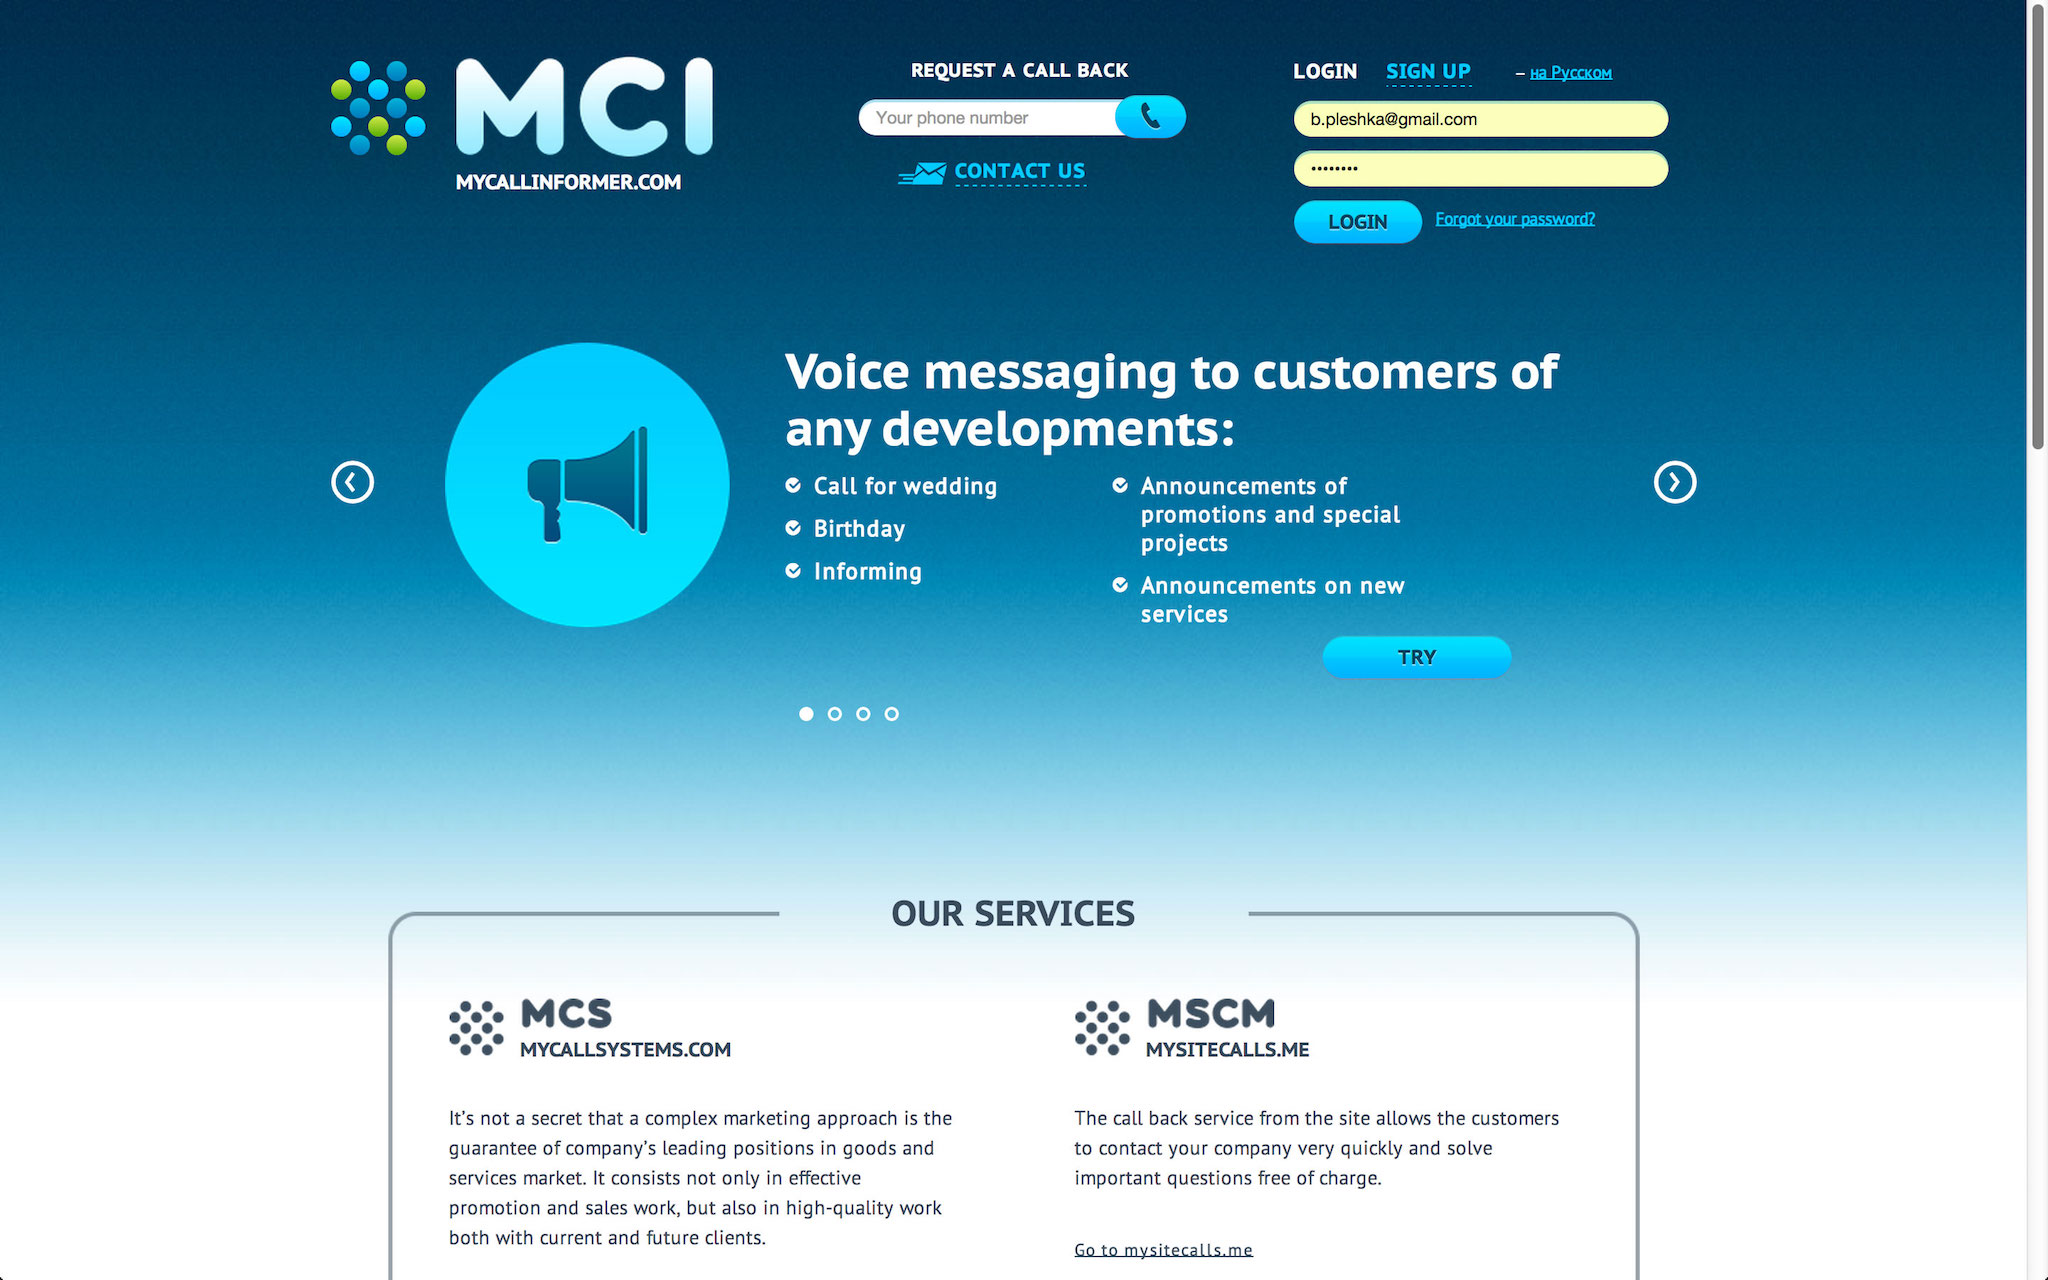 MCI
MYCALLINFORMER.COM
REQUEST A CALL BACK
Your phone number
CONTACT US
LOGIN SIGN UP – на Русском
b.pleshka@gmail.com
••••••••
LOGIN Forgot your password?
Voice messaging to customers of
any developments:
Call for wedding
Birthday
Informing
Announcements of
promotions and special
projects
Announcements on new
services
TRY
OUR SERVICES
MCS
MYCALLSYSTEMS.COM
It’s not a secret that a complex marketing approach is the
guarantee of company’s leading positions in goods and
services market. It consists not only in effective
promotion and sales work, but also in high-quality work
both with current and future clients.
MSCM
MYSITECALLS.ME
The call back service from the site allows the customers
to contact your company very quickly and solve
important questions free of charge.
Go to mysitecalls.me